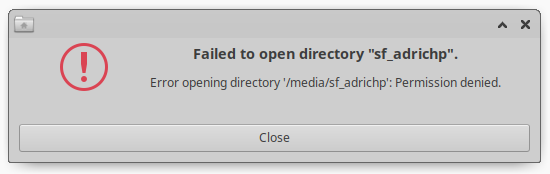 Failed to open directory "sf_adrichp".
Error opening directory '/media/sf_adrichp': Permission denied.
Close